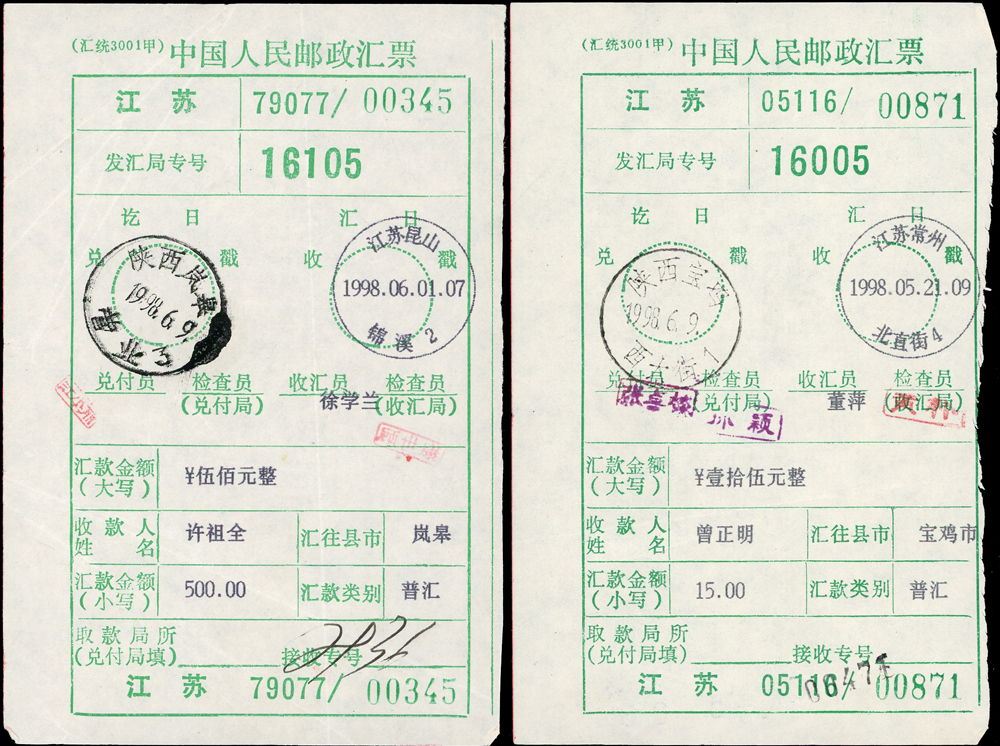 (汇统3001甲) 中国人民邮政汇票
江 苏 79077/ 00345
发汇局专号 16105
讫 日 汇 日
兑 戳 收 戳
陕西岚皋
1998.6.9
江苏昆山
1998.06.01.07
锦溪 2
兑付员 检查员 收汇员 检查员
(兑付局) 徐学兰 (收汇局)
汇款金额 ¥伍佰元整
(大写)
收款人 许祖全 汇往县市 岚皋
姓名
汇款金额 500.00 汇款类别 普汇
(小写)
取款局所
(兑付局填) 接收专号
江 苏 79077/ 00345
(汇统3001甲) 中国人民邮政汇票
江 苏 05116/ 00871
发汇局专号 16005
讫 日 汇 日
兑 戳 收 戳
陕西宝鸡
1998.6.9
西大街1
江苏常州
1998.05.21.09
北直街4
兑付员 检查员 收汇员 检查员
(兑付局) 董萍 (收汇局)
张喜
颖
汇款金额 ¥壹拾伍元整
(大写)
收款人 曾正明 汇往县市 宝鸡市
姓名
汇款金额 15.00 汇款类别 普汇
(小写)
取款局所
(兑付局填) 接收专号
江 苏 05116/ 00871